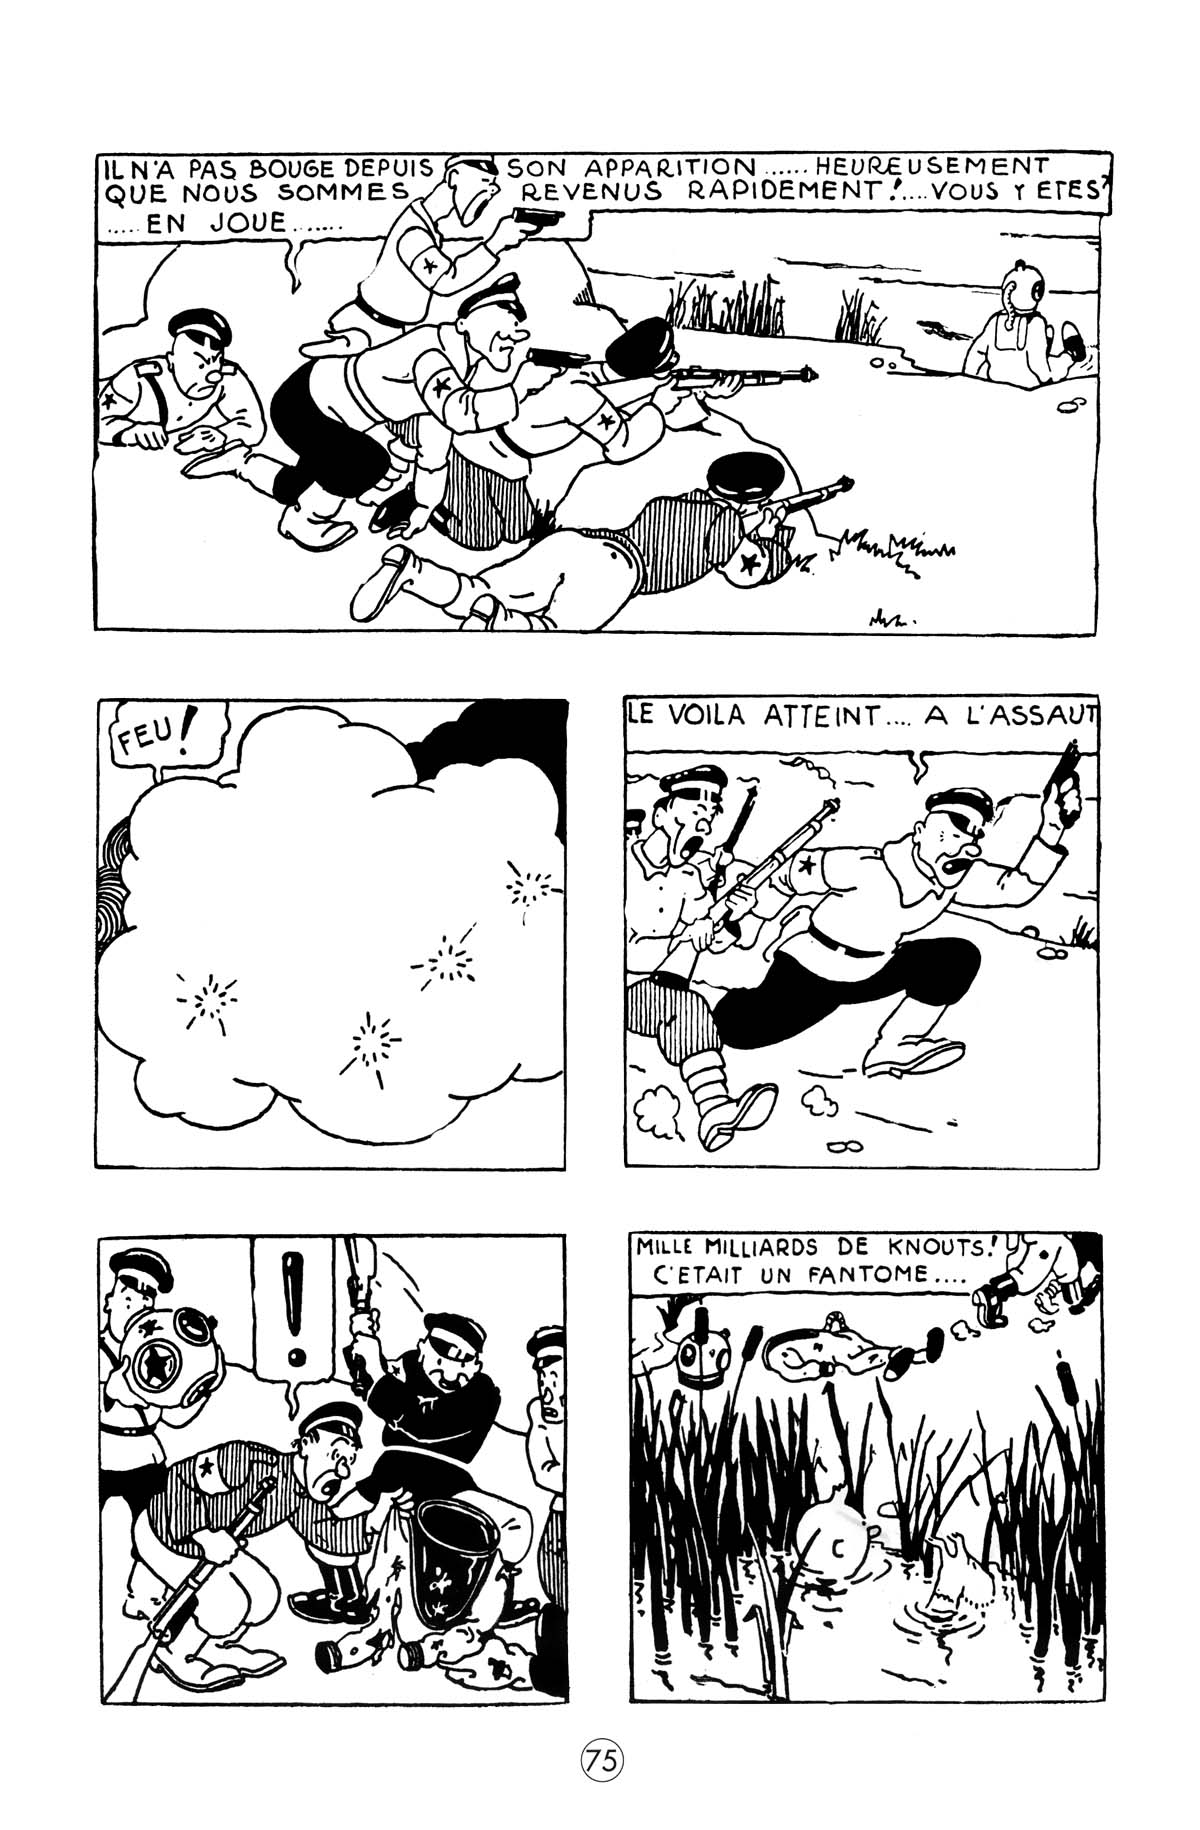 IL N'A PAS BOUGE DEPUIS SON APPARITION...... HEUREUSEMENT
QUE NOUS SOMMES REVENUS RAPIDEMENT!.... VOUS Y ETES?
..... EN JOUE.......
FEU!
LE VOILA ATTEINT.... A L'ASSAUT
!
MILLE MILLIARDS DE KNOUTS!
C'ETAIT UN FANTOME....
C P
75